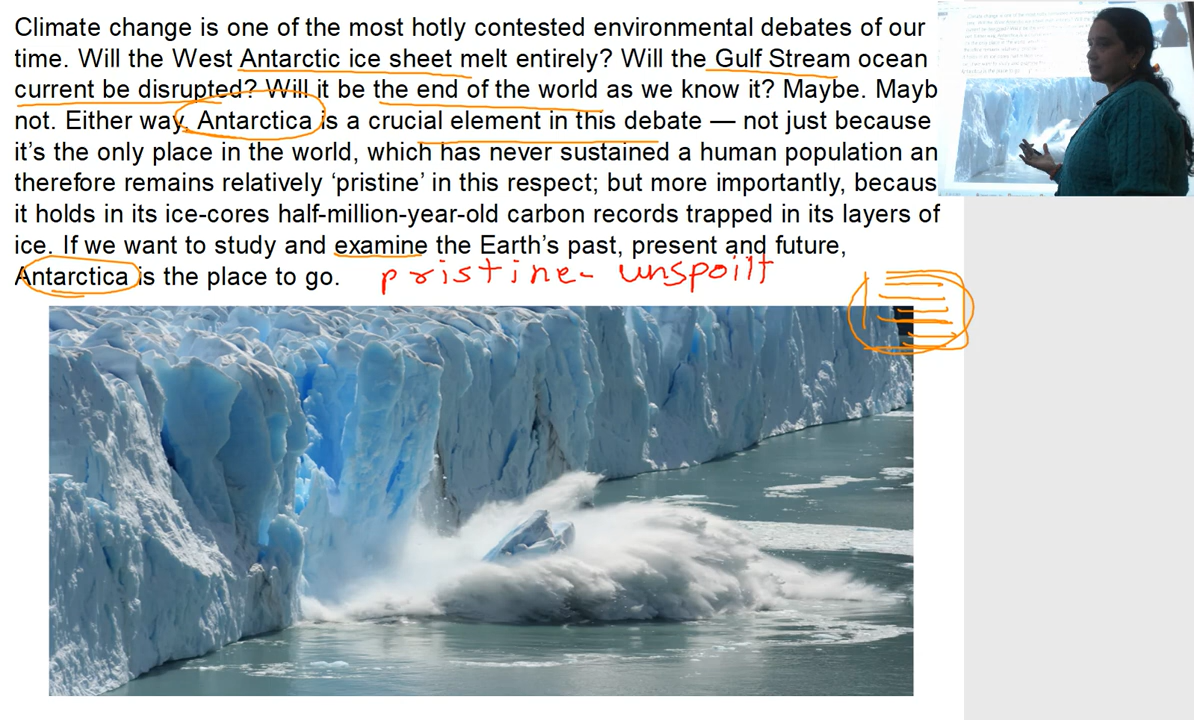 Climate change is one of the most hotly contested environmental debates of our
time. Will the West Antarctic ice sheet melt entirely? Will the Gulf Stream ocean
current be disrupted? Will it be the end of the world as we know it? Maybe. Mayb
not. Either way, Antarctica is a crucial element in this debate — not just because
it’s the only place in the world, which has never sustained a human population an
therefore remains relatively ‘pristine’ in this respect; but more importantly, becaus
it holds in its ice-cores half-million-year-old carbon records trapped in its layers of
ice. If we want to study and examine the Earth’s past, present and future,
Antarctica is the place to go.
pristine- unspoilt